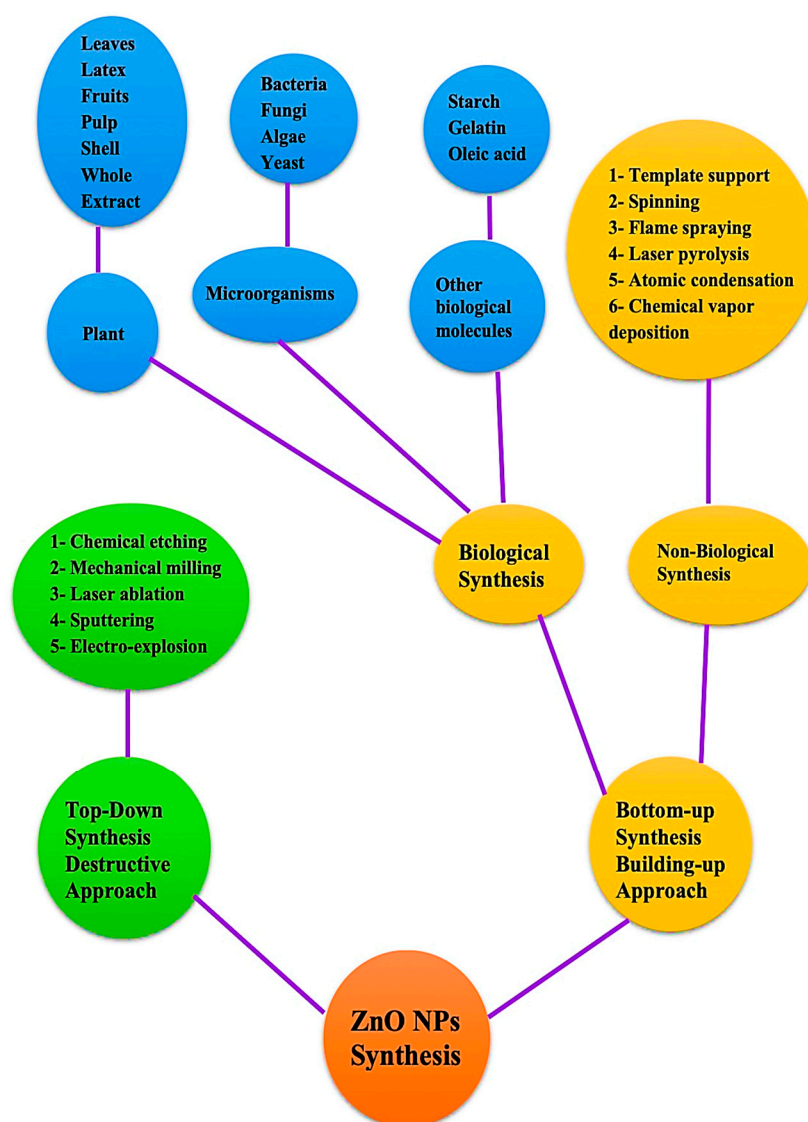 Leaves
Latex
Fruits
Pulp
Shell
Whole
Extract
Bacteria
Fungi
Algae
Yeast
Starch
Gelatin
Oleic acid
1- Template support
2- Spinning
3- Flame spraying
4- Laser pyrolysis
5- Atomic condensation
6- Chemical vapor
deposition
Plant
Microorganisms
Other
biological
molecules
1- Chemical etching
2- Mechanical milling
3- Laser ablation
4- Sputtering
5- Electro-explosion
Biological
Synthesis
Non-Biological
Synthesis
Top-Down
Synthesis
Destructive
Approach
Bottom-up
Synthesis
Building-up
Approach
ZnO NPs
Synthesis